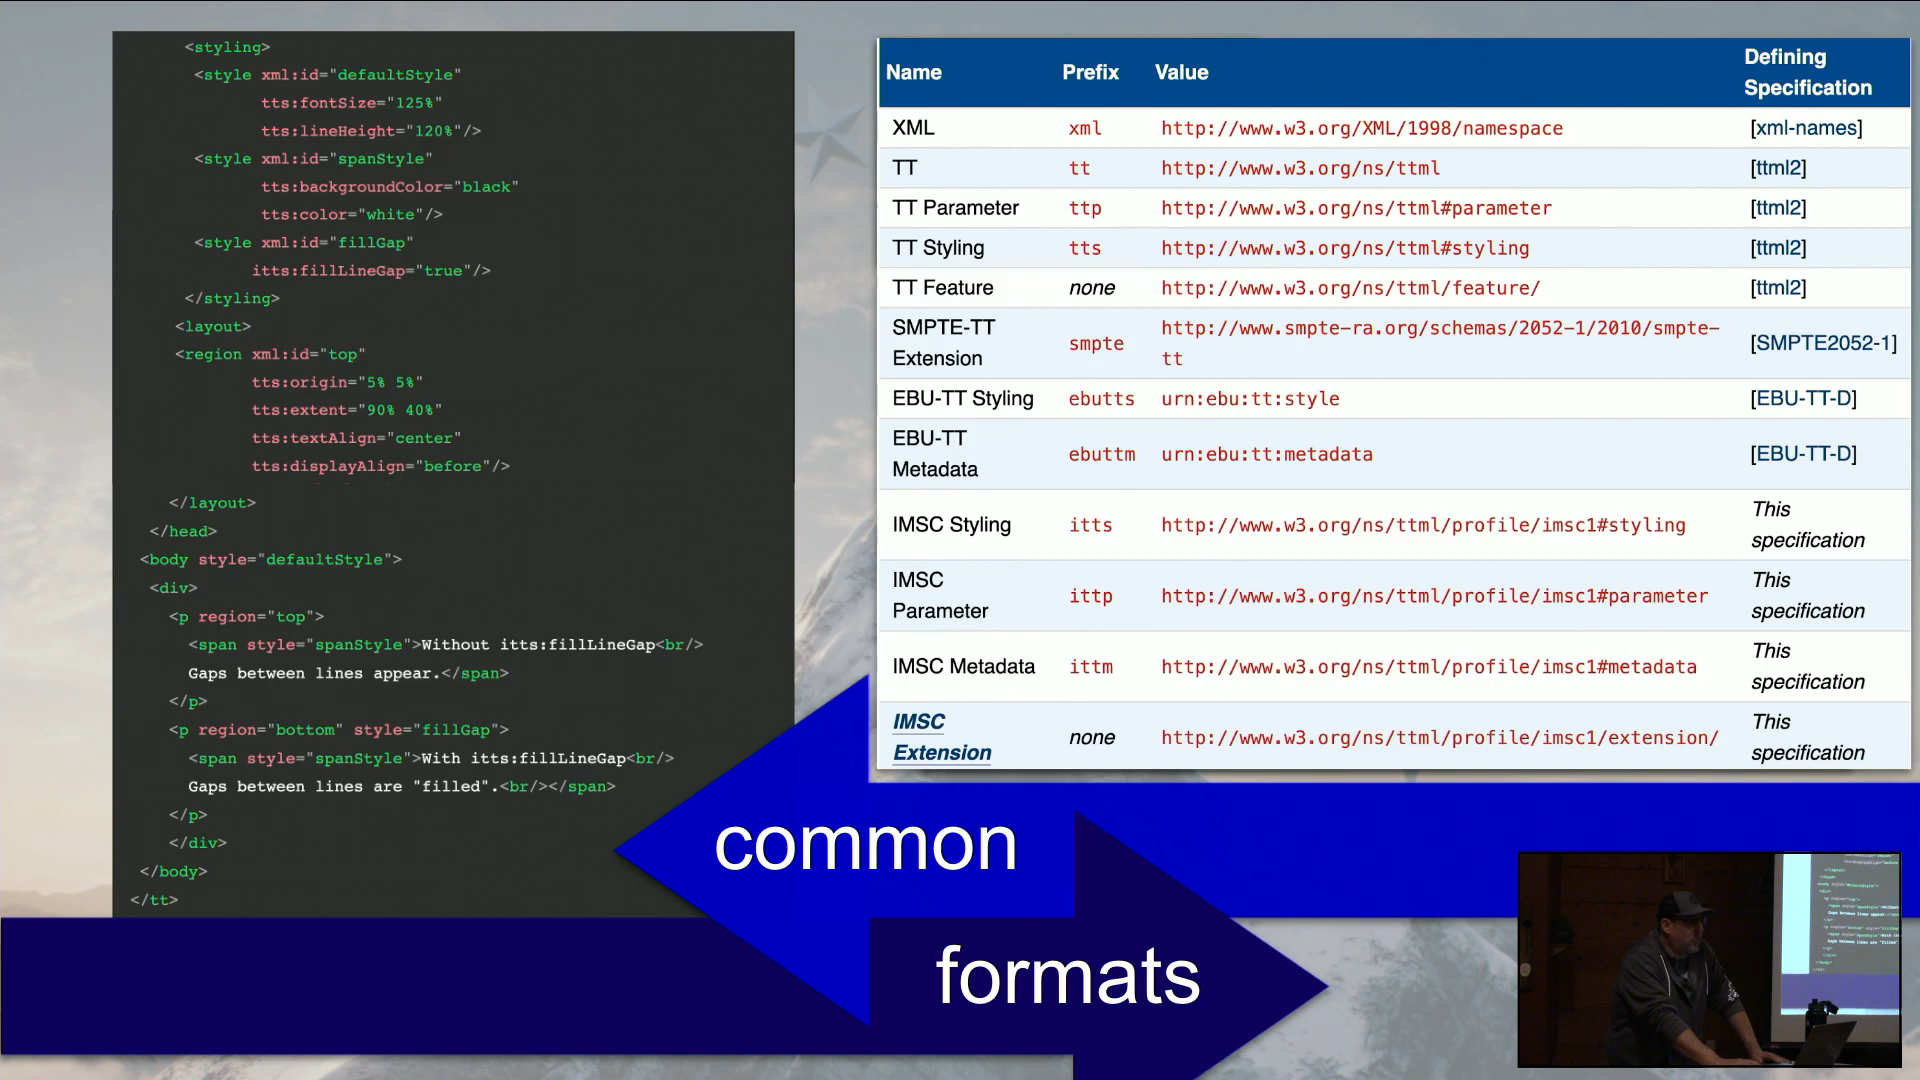 <styling>
<style xml:id="defaultStyle"
tts:fontSize="125%"
tts:lineHeight="120%"/>
<style xml:id="spanStyle"
tts:backgroundColor="black"
tts:color="white"/>
<style xml:id="fillGap"
itts:fillLineGap="true"/>
</styling>
<layout>
<region xml:id="top"
tts:origin="5% 5%"
tts:extent="90% 40%"
tts:textAlign="center"
tts:displayAlign="before"/>
</layout>
</head>
<body style="defaultStyle">
<div>
<p region="top">
<span style="spanStyle">Without itts:fillLineGap<br/>
Gaps between lines appear.</span>
</p>
<p region="bottom" style="fillGap">
<span style="spanStyle">With itts:fillLineGap<br/>
Gaps between lines are "filled".<br/></span>
</p>
</div>
</body>
</tt>
Name Prefix Value Defining
Specification
XML xml http://www.w3.org/XML/1998/namespace [xml-names]
TT tt http://www.w3.org/ns/ttml [ttml2]
TT Parameter ttp http://www.w3.org/ns/ttml#parameter [ttml2]
TT Styling tts http://www.w3.org/ns/ttml#styling [ttml2]
TT Feature none http://www.w3.org/ns/ttml/feature/ [ttml2]
SMPTE-TT
Extension smpte http://www.smpte-ra.org/schemas/2052-1/2010/smpte-
tt [SMPTE2052-1]
EBU-TT Styling ebutts urn:ebu:tt:style [EBU-TT-D]
EBU-TT
Metadata ebuttm urn:ebu:tt:metadata [EBU-TT-D]
IMSC Styling itts http://www.w3.org/ns/ttml/profile/imsc1#styling This
specification
IMSC
Parameter ittp http://www.w3.org/ns/ttml/profile/imsc1#parameter This
specification
IMSC Metadata ittm http://www.w3.org/ns/ttml/profile/imsc1#metadata This
specification
IMSC
Extension none http://www.w3.org/ns/ttml/profile/imsc1/extension/ This
specification
common
formats